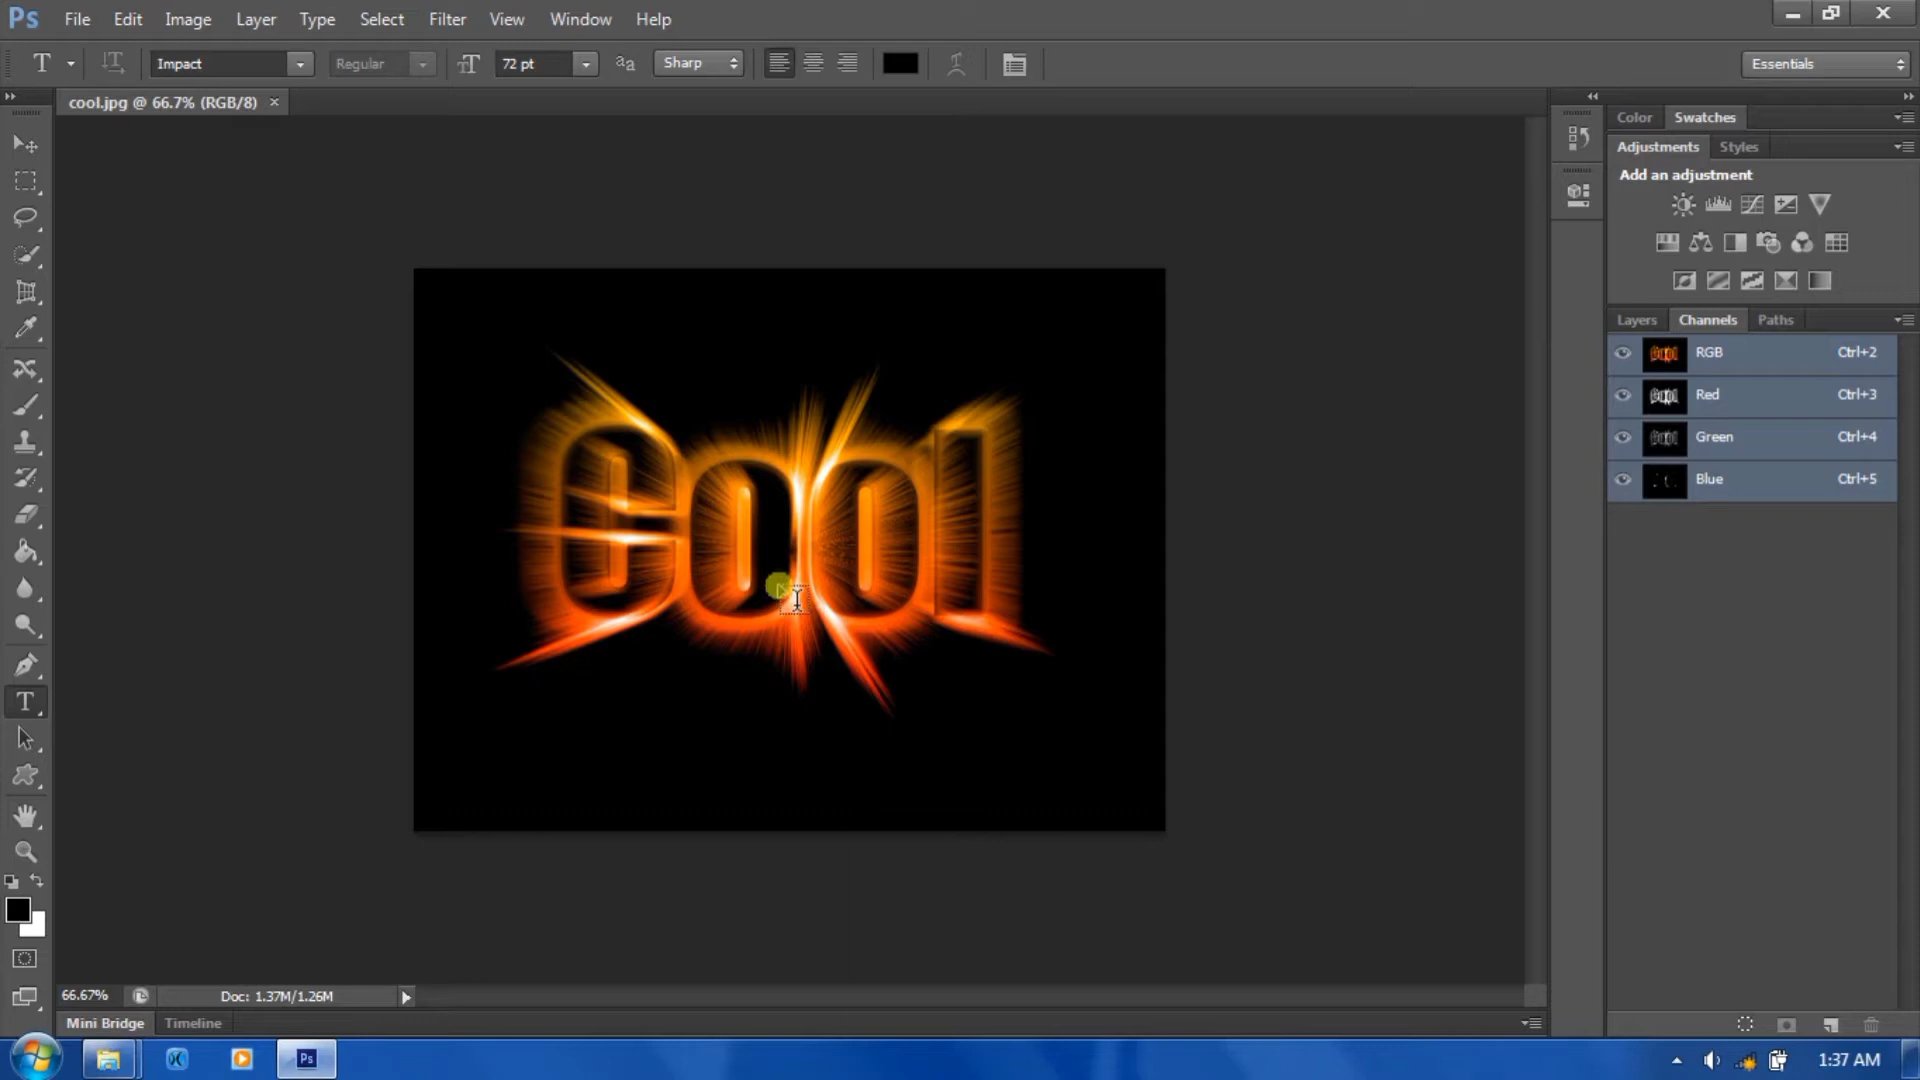 Ps File Edit Image Layer Type Select Filter View Window Help
T Impact Regular 72 pt aa Sharp Essentials
cool.jpg @ 66.7% (RGB/8) ×
Color Swatches
Adjustments Styles
Add an adjustment
Layers Channels Paths
RGB Ctrl+2
Red Ctrl+3
Green Ctrl+4
Blue Ctrl+5
Cool
T
66.67% Doc: 1.37M/1.26M
Mini Bridge Timeline
Ps 1:37 AM